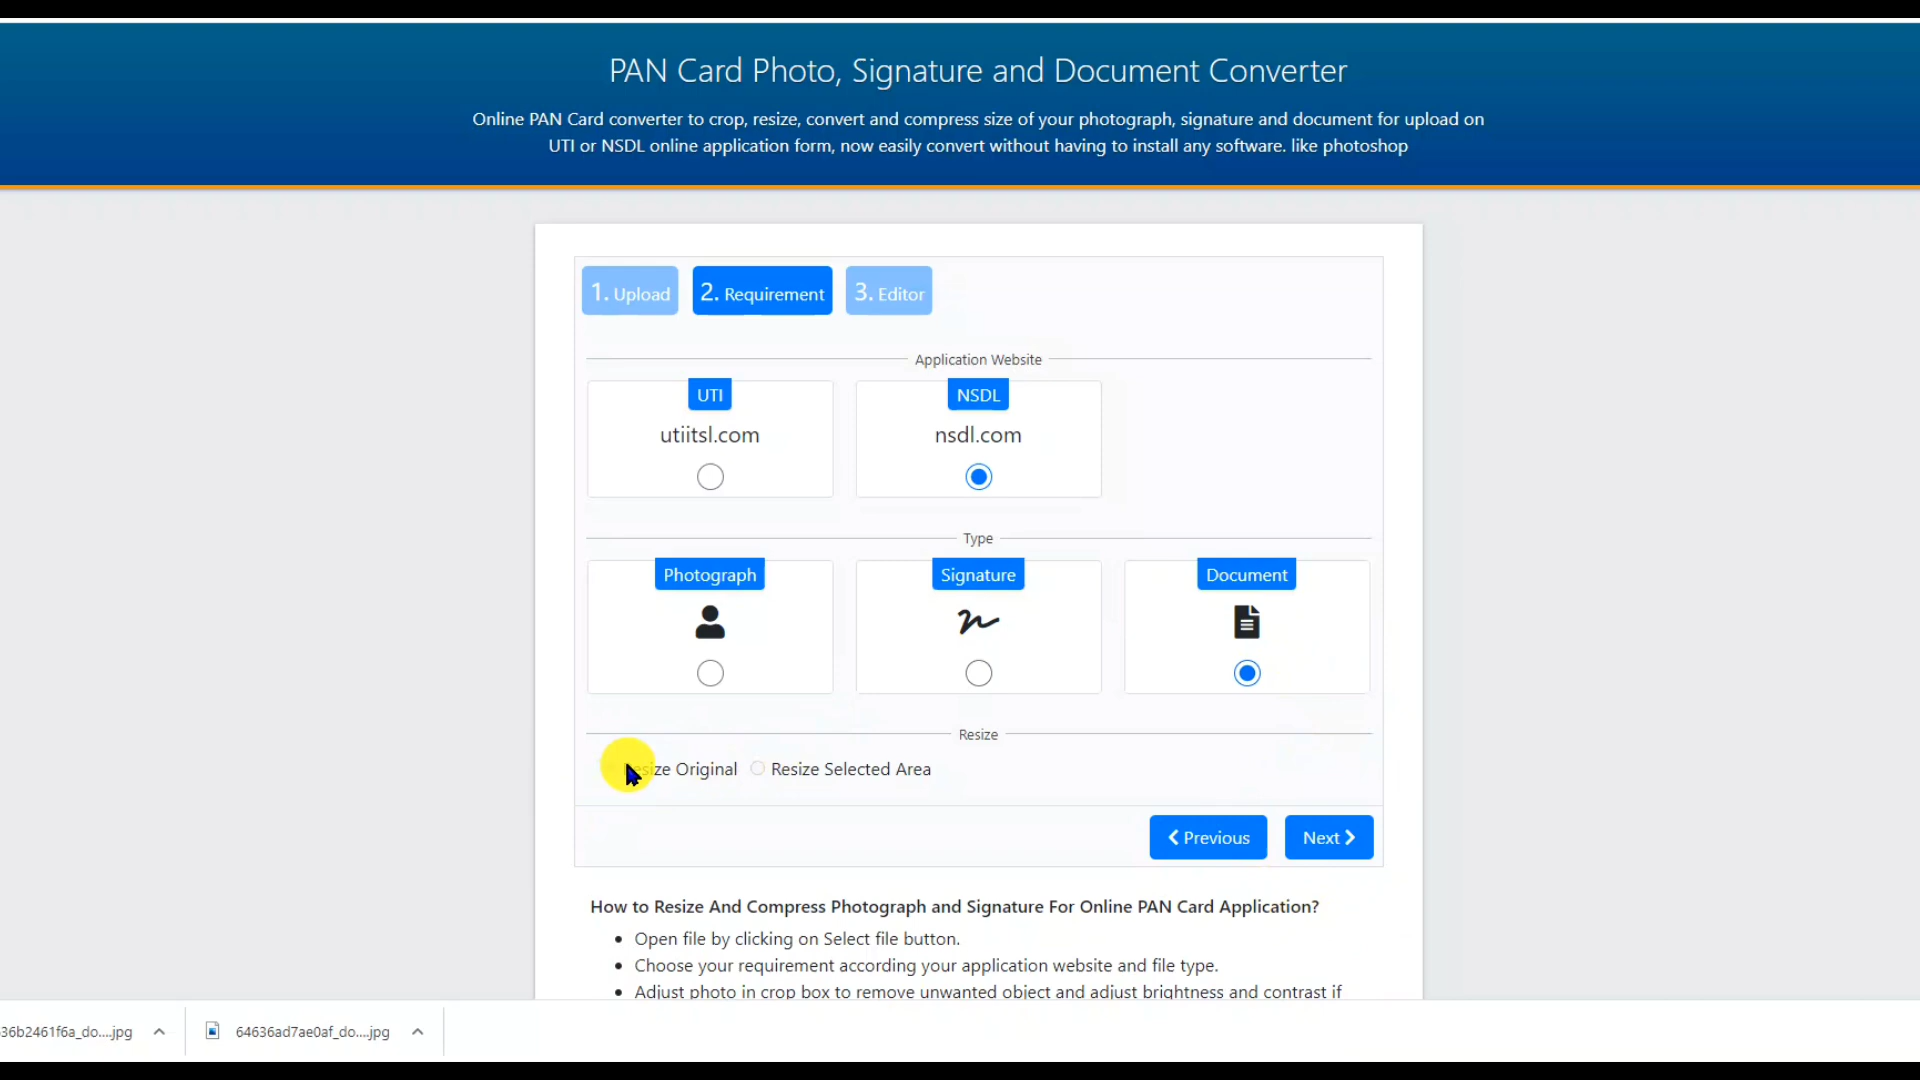 PAN Card Photo, Signature and Document Converter
Online PAN Card converter to crop, resize, convert and compress size of your photograph, signature and document for upload on
UTI or NSDL online application form, now easily convert without having to install any software. like photoshop
1. Upload 2. Requirement 3. Editor
Application Website
UTI NSDL
utiitsl.com nsdl.com
Type
Photograph Signature Document
Resize
Original Resize Selected Area
Previous Next
How to Resize And Compress Photograph and Signature For Online PAN Card Application?
• Open file by clicking on Select file button.
• Choose your requirement according your application website and file type.
• Adjust photo in crop box to remove unwanted object and adjust brightness and contrast if
36b2461f6a_do....jpg 64636ad7ae0af_do....jpg